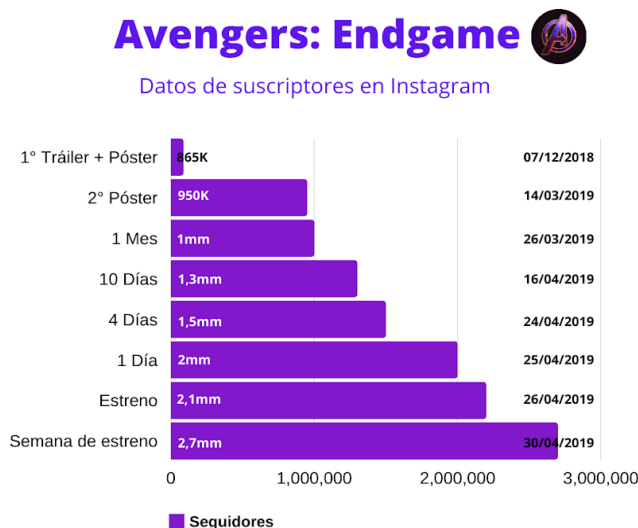 Avengers: Endgame
Datos de suscriptores en Instagram
1° Tráiler + Póster 865K 07/12/2018
2° Póster 950K 14/03/2019
1 Mes 1mm 26/03/2019
10 Días 1,3mm 16/04/2019
4 Días 1,5mm 24/04/2019
1 Día 2mm 25/04/2019
Estreno 2,1mm 26/04/2019
Semana de estreno 2,7mm 30/04/2019
0 1,000,000 2,000,000 3,000,000
Seguidores